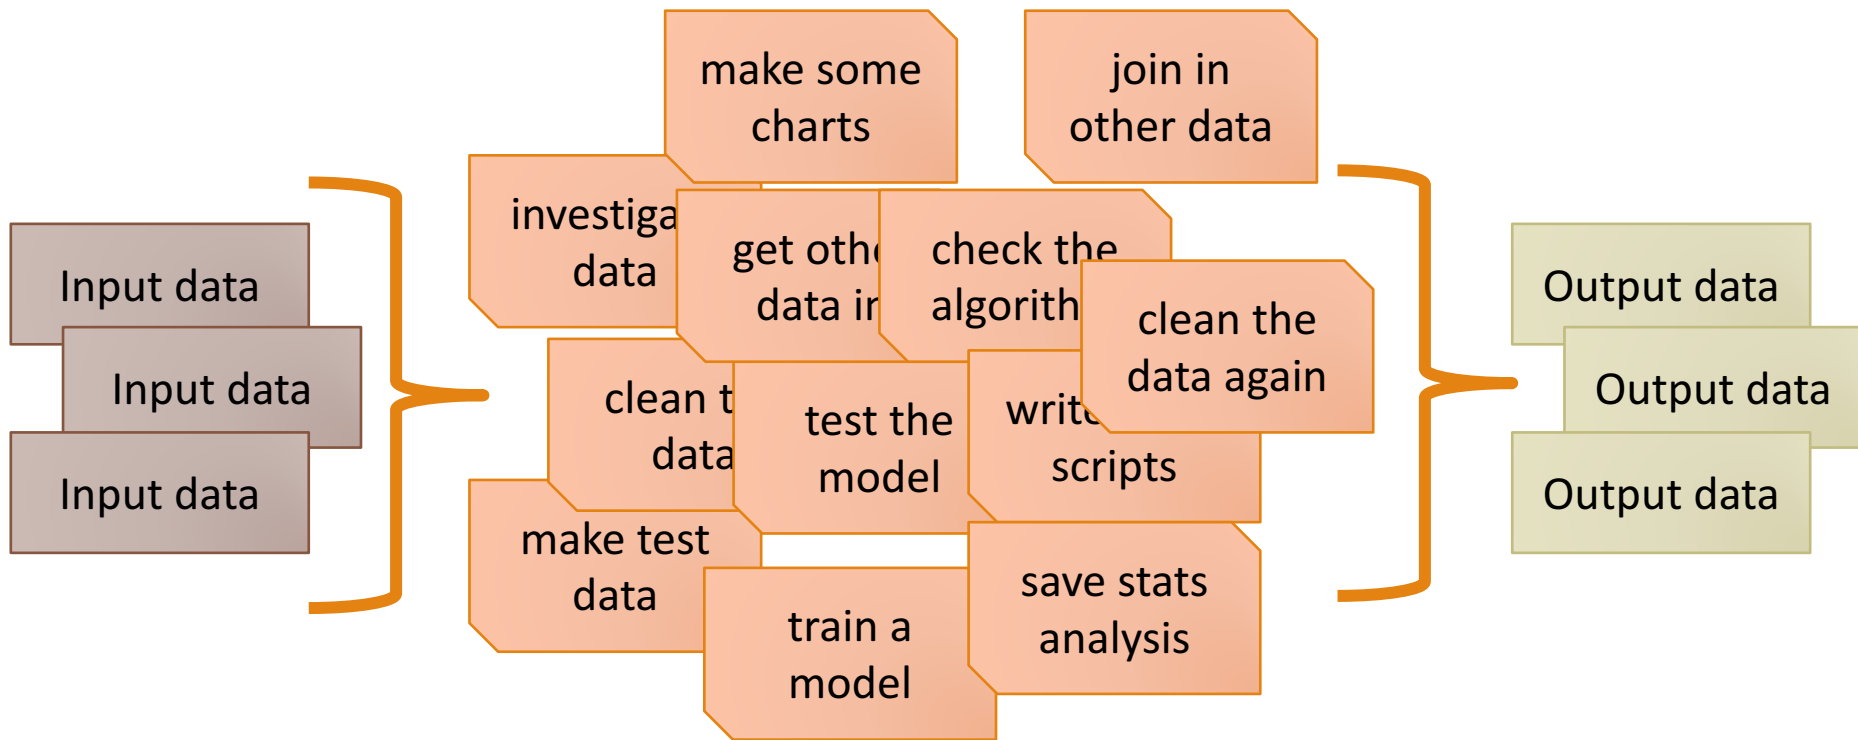 make some
charts
join in
other data
investiga
data
get othe
data in
check the
algorith
clean the
data again
Input data
Input data
Input data
clean t
data
test the
model
write
scripts
make test
data
train a
model
save stats
analysis
Output data
Output data
Output data